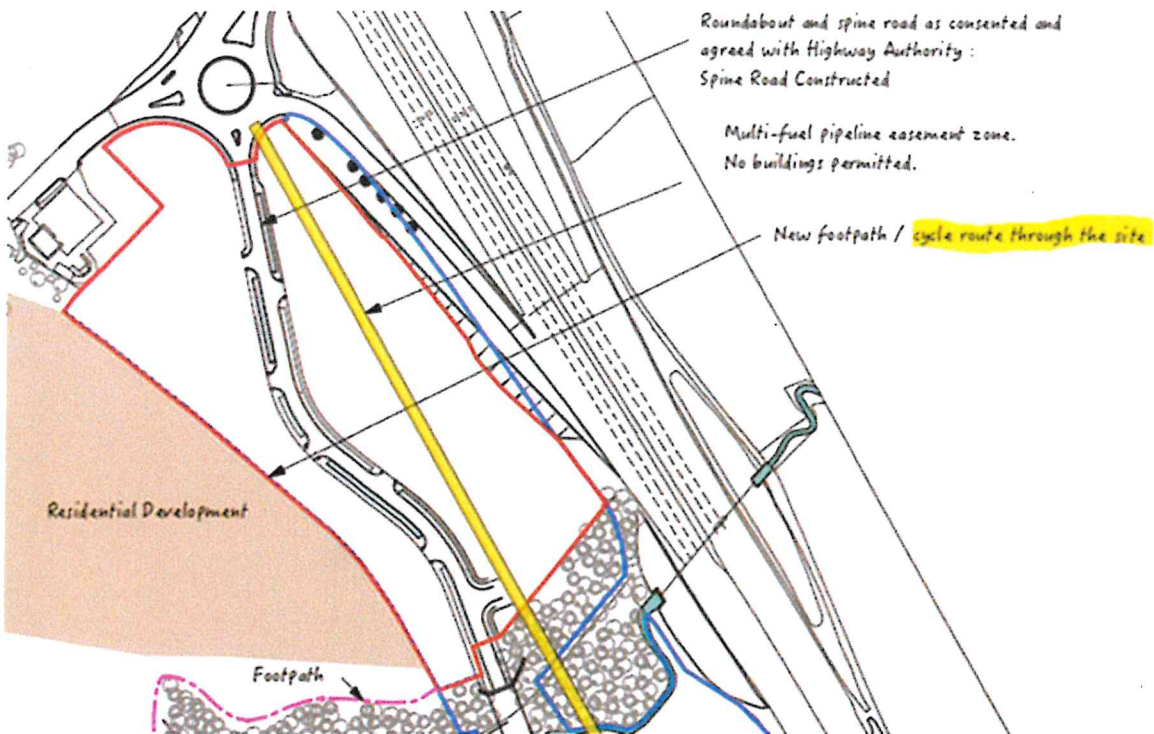 Roundabout and spine road as consented and
agreed with Highway Authority :
Spine Road Constructed
Multi-fuel pipeline easement zone.
No buildings permitted.
New footpath / cycle route through the site
Residential Development
Footpath